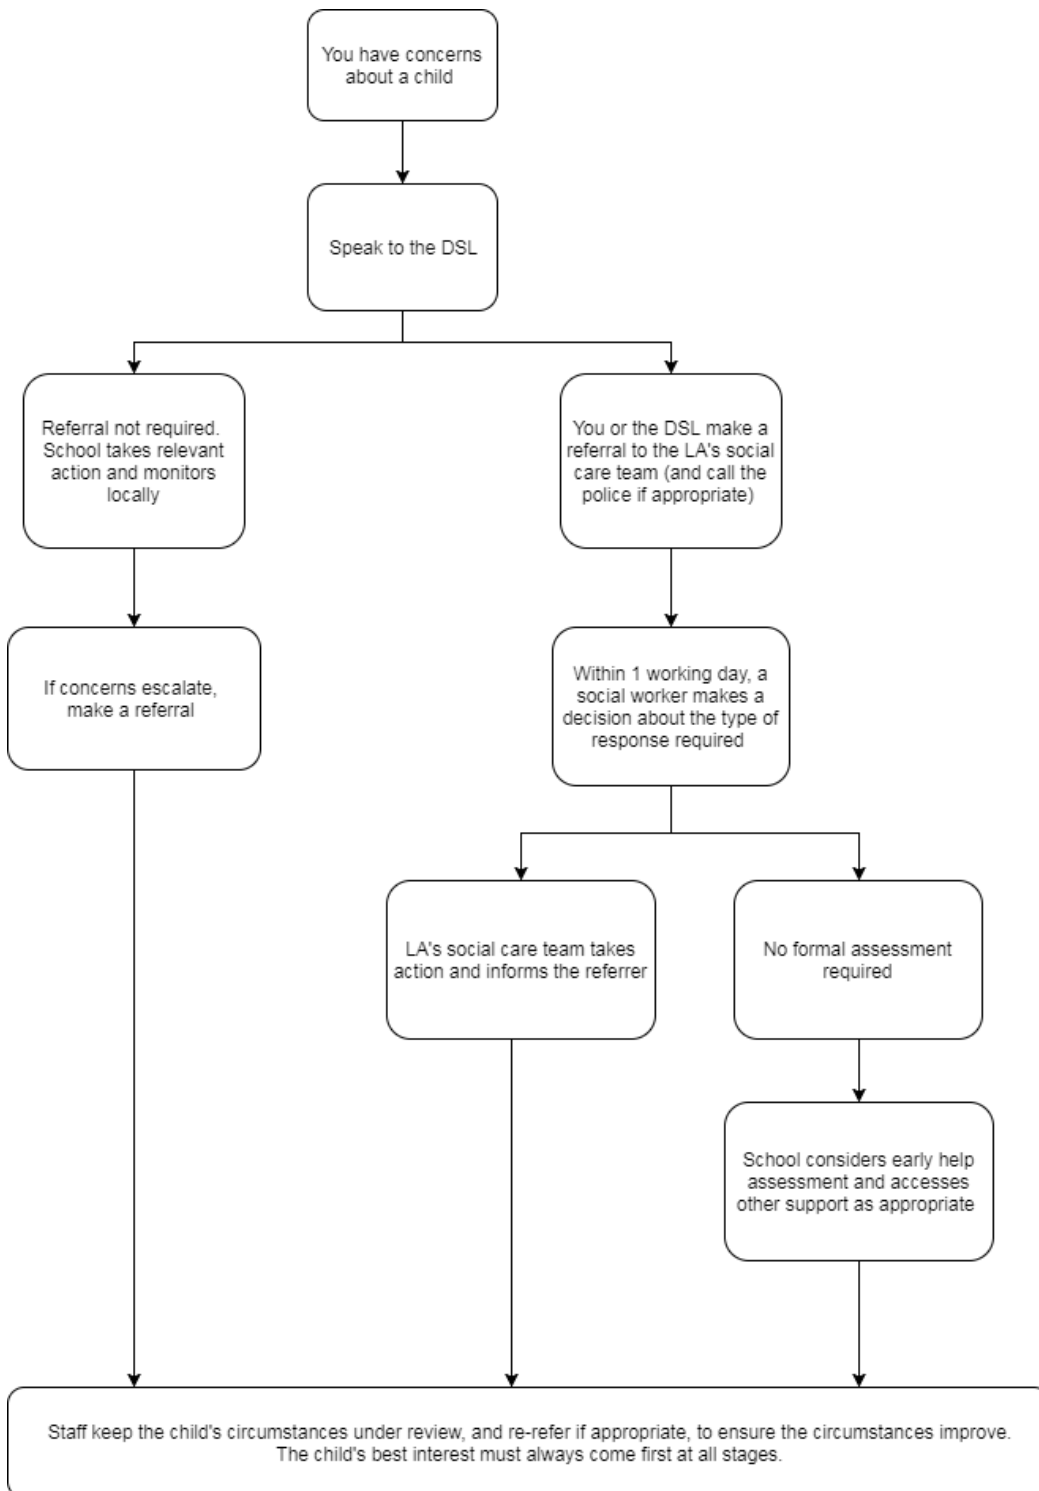 You have concerns
about a child
Speak to the DSL
Referral not required.
School takes relevant
action and monitors
locally
You or the DSL make a
referral to the LA's social
care team (and call the
police if appropriate)
If concerns escalate,
make a referral
Within 1 working day, a
social worker makes a
decision about the type of
response required
LA's social care team takes
action and informs the referrer
No formal assessment
required
School considers early help
assessment and accesses
other support as appropriate
Staff keep the child's circumstances under review, and re-refer if appropriate, to ensure the circumstances improve.
The child's best interest must always come first at all stages.